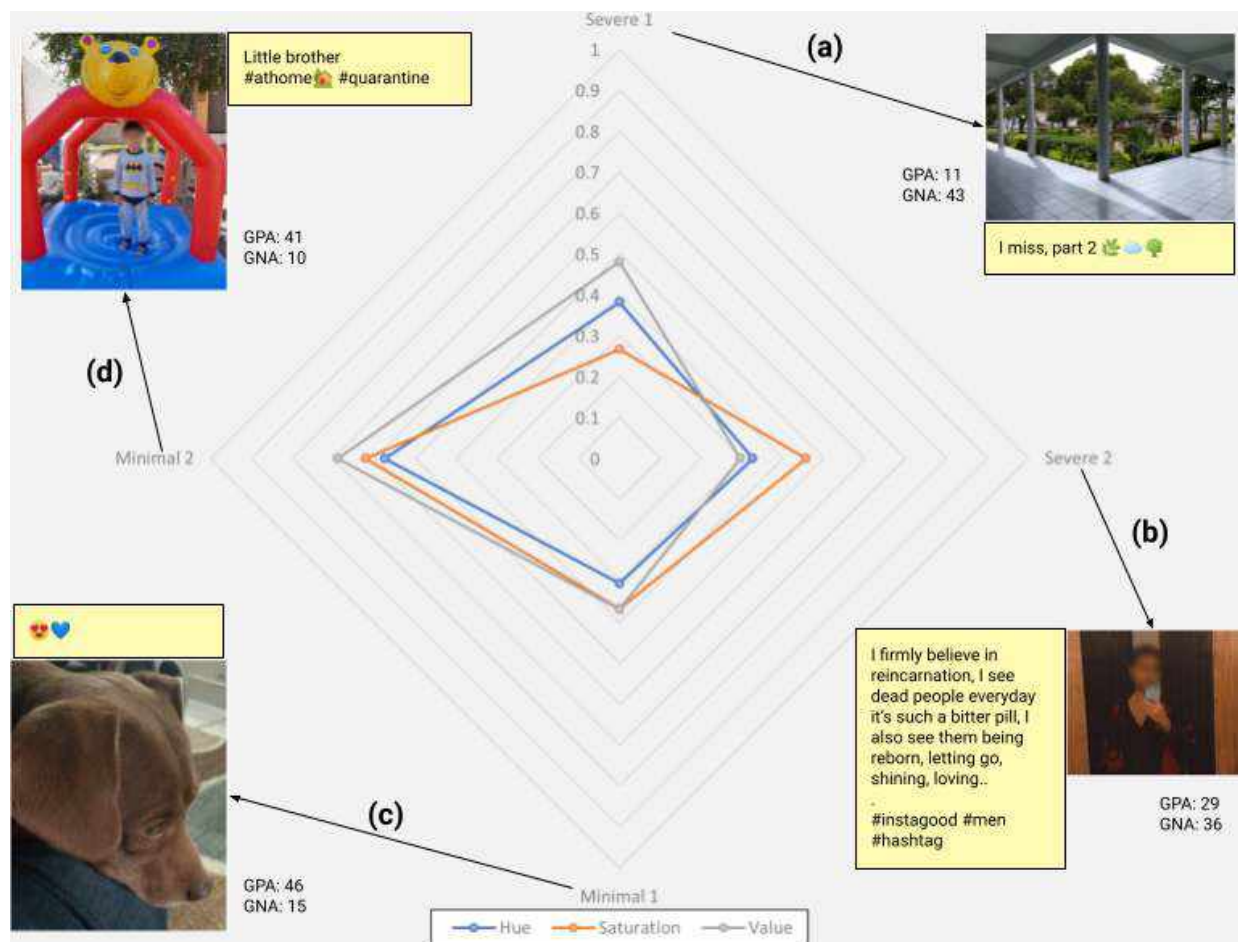 Severe 1
(a)
Little brother
#athome🏡 #quarantine
1
0.9
0.8
0.7
0.6
0.5
0.4
0.3
0.2
0.1
0
GPA: 11
GNA: 43
I miss, part 2 🌿☁️🌳
GPA: 41
GNA: 10
(d)
Minimal 2
Severe 2
(b)
😍💙
I firmly believe in
reincarnation, I see
dead people everyday
it's such a bitter pill, I
also see them being
reborn, letting go,
shining, loving..
.
#instagood #men
#hashtag
GPA: 29
GNA: 36
(c)
GPA: 46
GNA: 15
Minimal 1
Hue Saturation Value